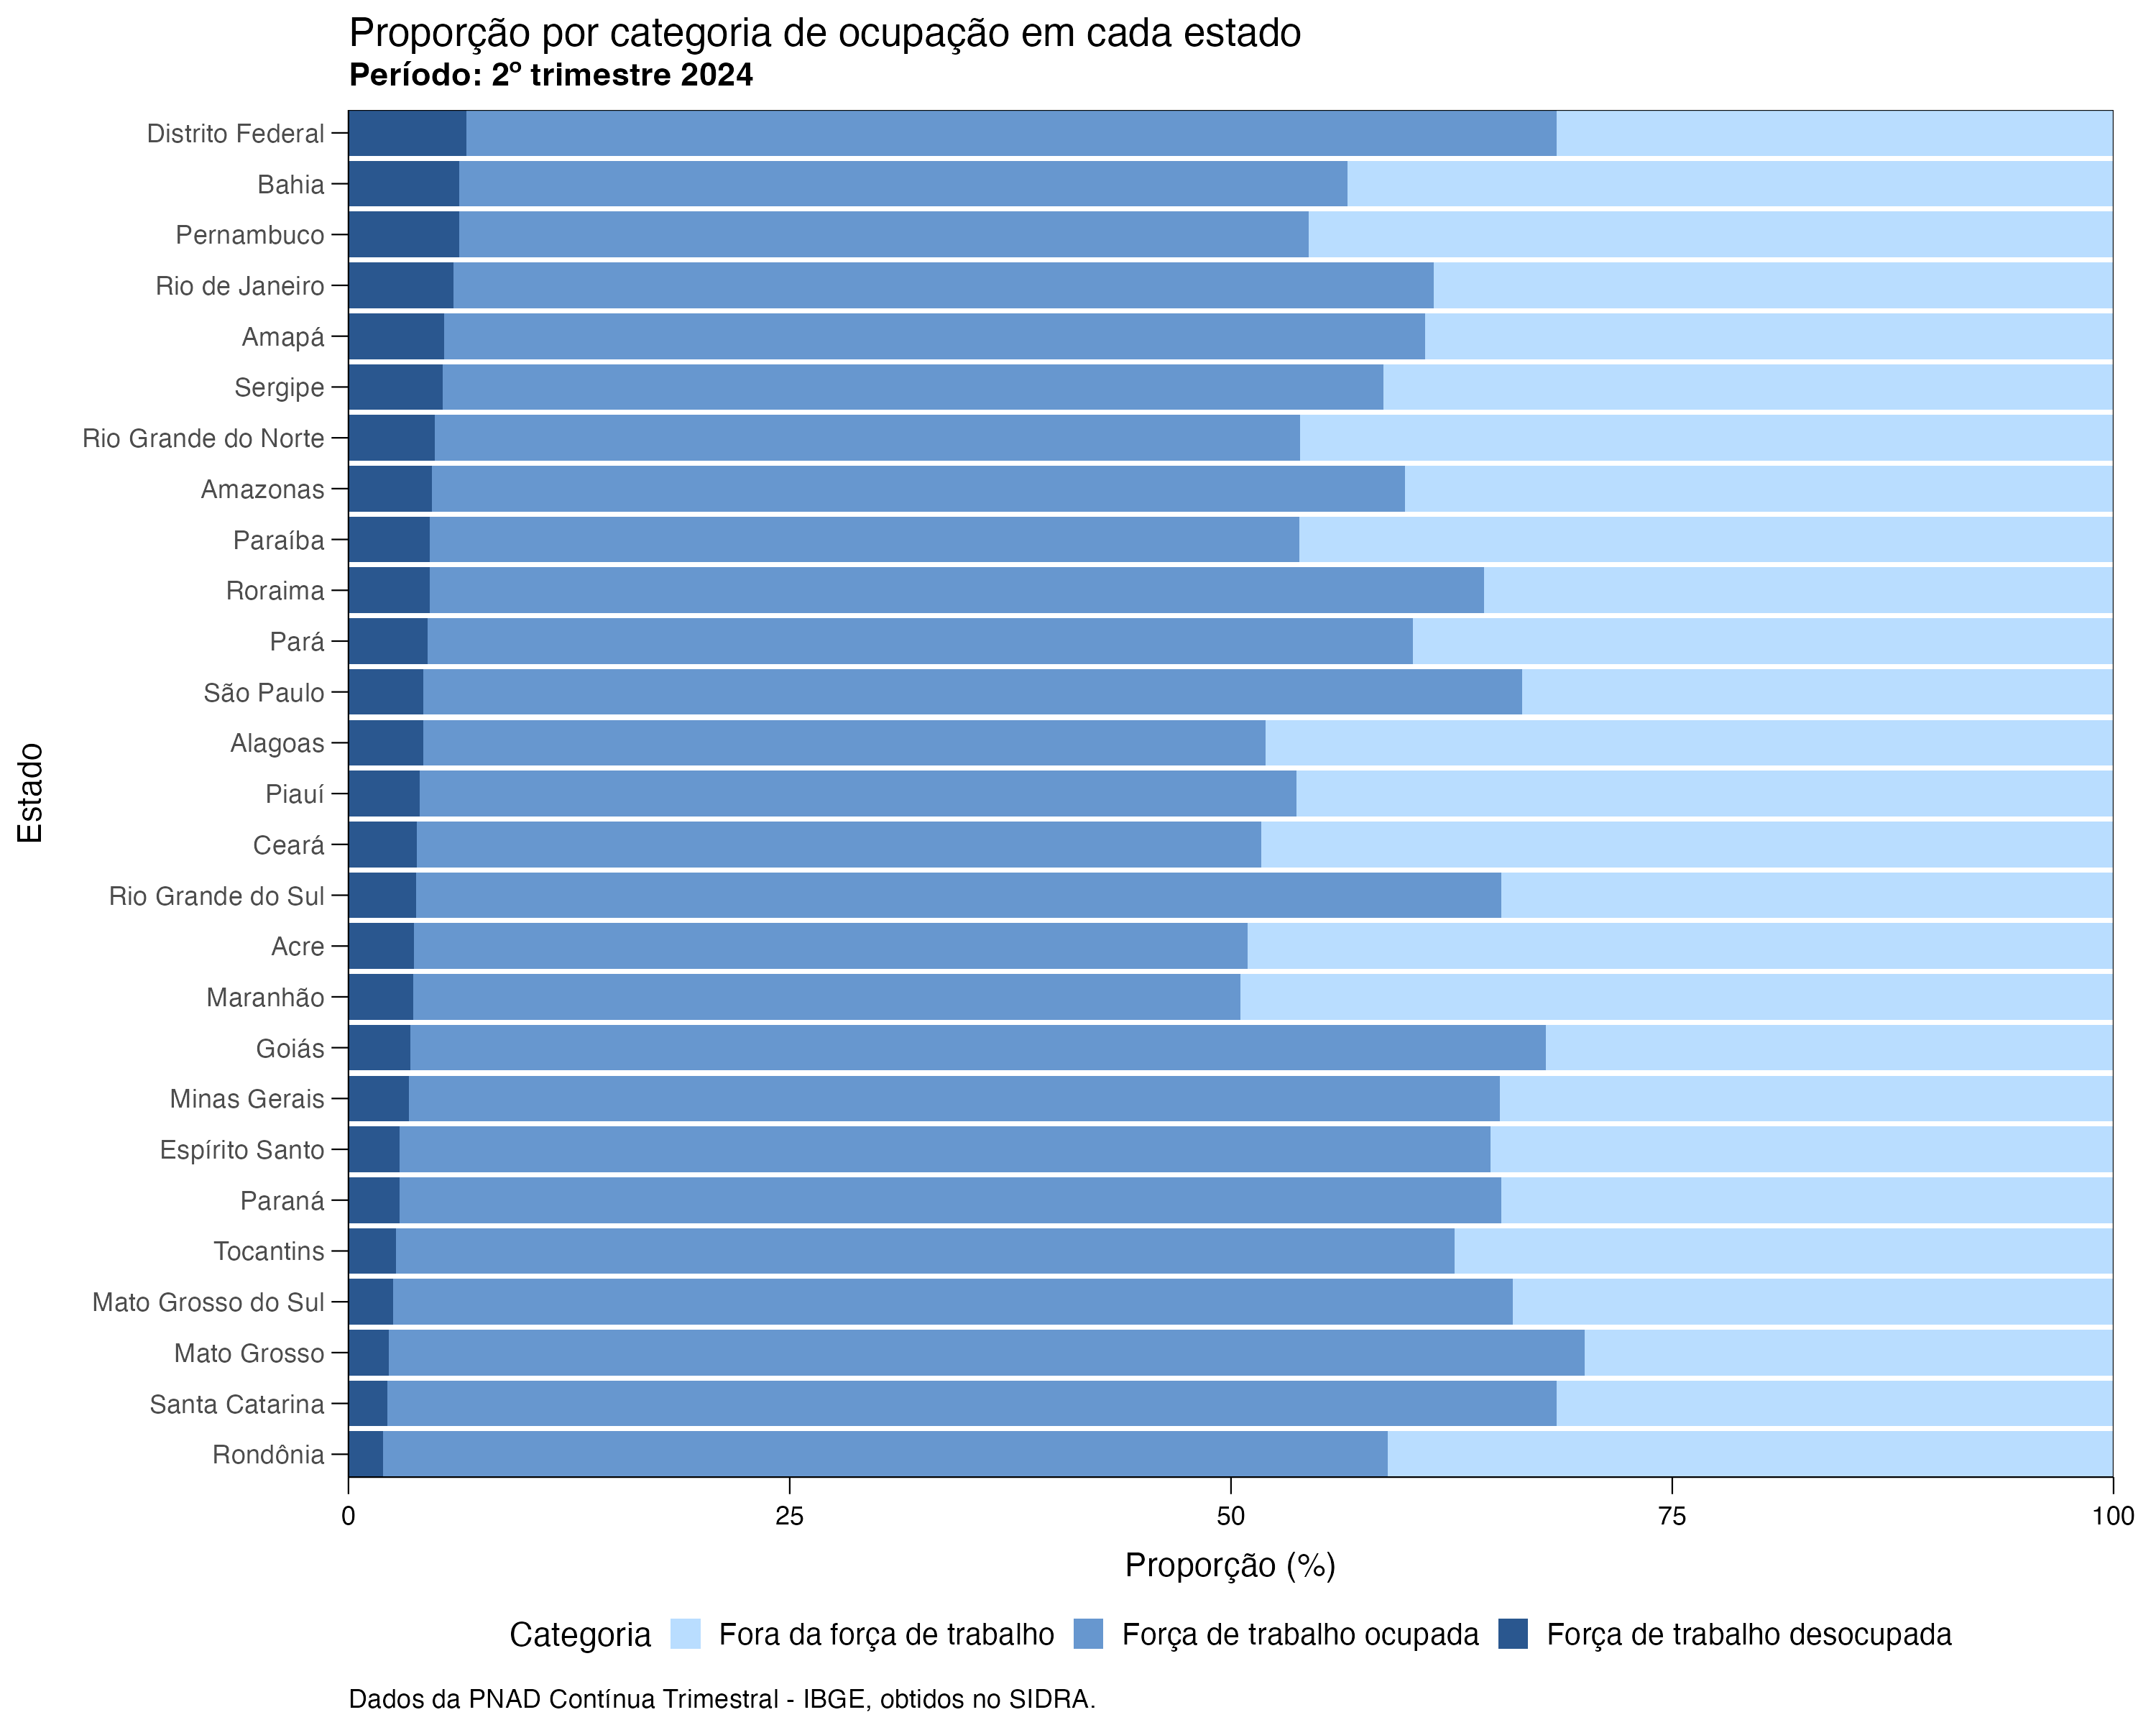 Proporção por categoria de ocupação em cada estado
Período: 2º trimestre 2024
Distrito Federal
Bahia
Pernambuco
Rio de Janeiro
Amapá
Sergipe
Rio Grande do Norte
Amazonas
Paraíba
Roraima
Pará
São Paulo
Alagoas
Piauí
Ceará
Rio Grande do Sul
Acre
Maranhão
Goiás
Minas Gerais
Espírito Santo
Paraná
Tocantins
Mato Grosso do Sul
Mato Grosso
Santa Catarina
Rondônia
Estado
0 25 50 75 100
Proporção (%)
Categoria Fora da força de trabalho Força de trabalho ocupada Força de trabalho desocupada
Dados da PNAD Contínua Trimestral - IBGE, obtidos no SIDRA.